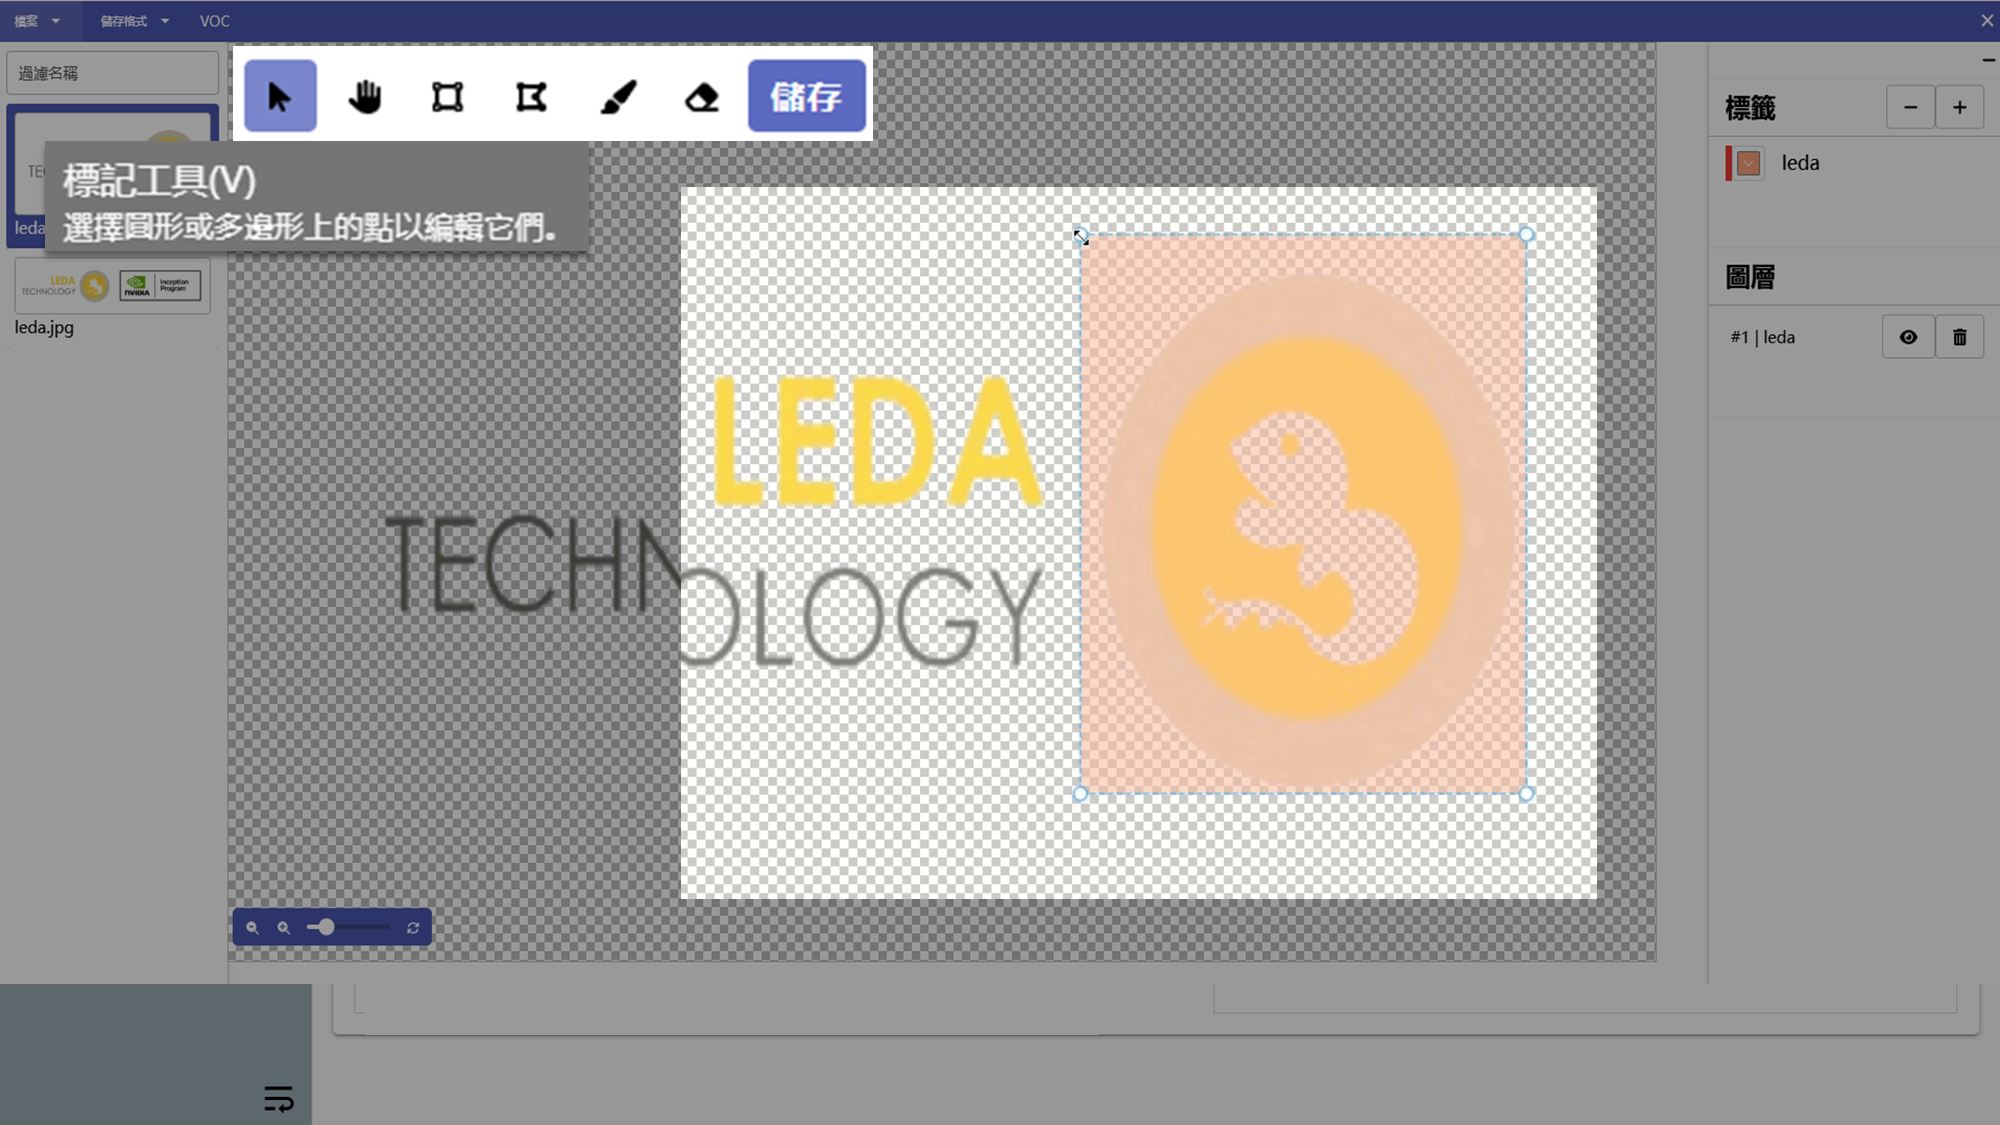 檔案
儲存格式
VOC
過濾名稱
儲存
TE
leda
標記工具(V)
選擇圖形或多邊形上的點以編輯它們。
LEDA
TECHNOLOGY
NVIDIA
Inception
Program
leda.jpg
LEDA
TECHNOLOGY
標籤
leda
圖層
#1 | leda